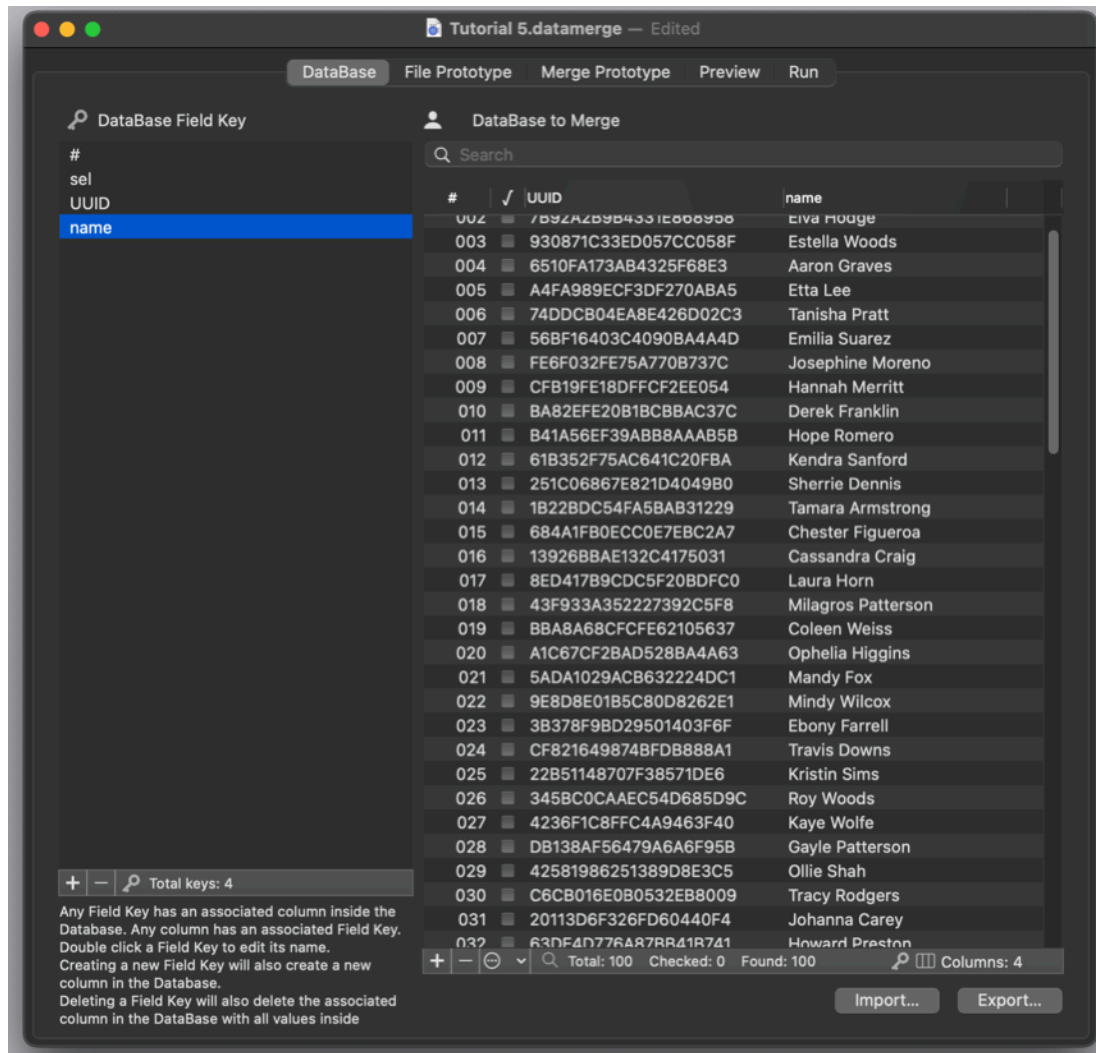 Tutorial 5.datamerge — Edited
DataBase File Prototype Merge Prototype Preview Run
DataBase Field Key
#
sel
UUID
name
Total keys: 4
Any Field Key has an associated column inside the
Database. Any column has an associated Field Key.
Double click a Field Key to edit its name.
Creating a new Field Key will also create a new
column in the Database.
Deleting a Field Key will also delete the associated
column in the DataBase with all values inside
DataBase to Merge
Search
# √ UUID name
002 7B92A2B9B4331E868958 Elva Hodge
003 930871C33ED057CC058F Estella Woods
004 6510FA173AB4325F68E3 Aaron Graves
005 A4FA989ECF3DF270ABA5 Etta Lee
006 74DDCB04EA8E426D02C3 Tanisha Pratt
007 56BF16403C4090BA4A4D Emilia Suarez
008 FE6F032FE75A770B737C Josephine Moreno
009 CFB19FE18DFFCF2EE054 Hannah Merritt
010 BA82EFE20B1BCBBAC37C Derek Franklin
011 B41A56EF39ABB8AAAB5B Hope Romero
012 61B352F75AC641C20FBA Kendra Sanford
013 251C06867E821D4049B0 Sherrie Dennis
014 1B22BDC54FA5BAB31229 Tamara Armstrong
015 684A1FB0ECC0E7EBC2A7 Chester Figueroa
016 13926BBAE132C4175031 Cassandra Craig
017 8ED417B9CDC5F20BDFC0 Laura Horn
018 43F933A352227392C5F8 Milagros Patterson
019 BBA8A68CFCFE62105637 Coleen Weiss
020 A1C67CF2BAD528BA4A63 Ophelia Higgins
021 5ADA1029ACB632224DC1 Mandy Fox
022 9E8D8E01B5C80D8262E1 Mindy Wilcox
023 3B378F9BD29501403F6F Ebony Farrell
024 CF821649874BFDB888A1 Travis Downs
025 22B51148707F38571DE6 Kristin Sims
026 345BC0CAAEC54D685D9C Roy Woods
027 4236F1C8FFC4A9463F40 Kaye Wolfe
028 DB138AF56479A6A6F95B Gayle Patterson
029 42581986251389D8E3C5 Ollie Shah
030 C6CB016E0B0532EB8009 Tracy Rodgers
031 20113D6F326FD60440F4 Johanna Carey
032 63DF4D776A87BB41B741 Howard Preston
Total: 100 Checked: 0 Found: 100 Columns: 4
Import... Export...